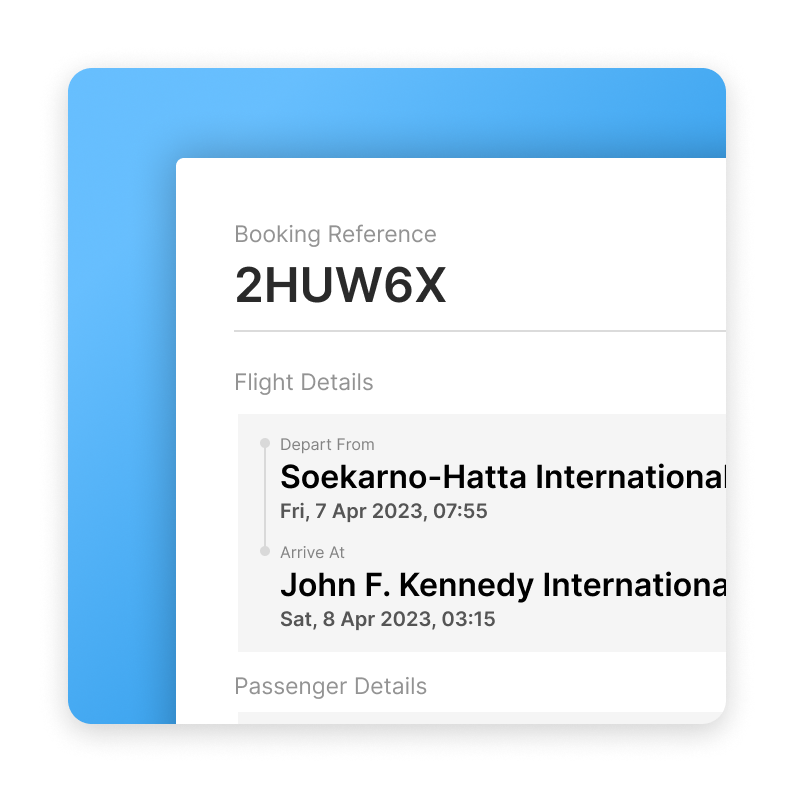 Booking Reference
2HUW6X
Flight Details
Depart From
Soekarno-Hatta International
Fri, 7 Apr 2023, 07:55
Arrive At
John F. Kennedy Internationa
Sat, 8 Apr 2023, 03:15
Passenger Details